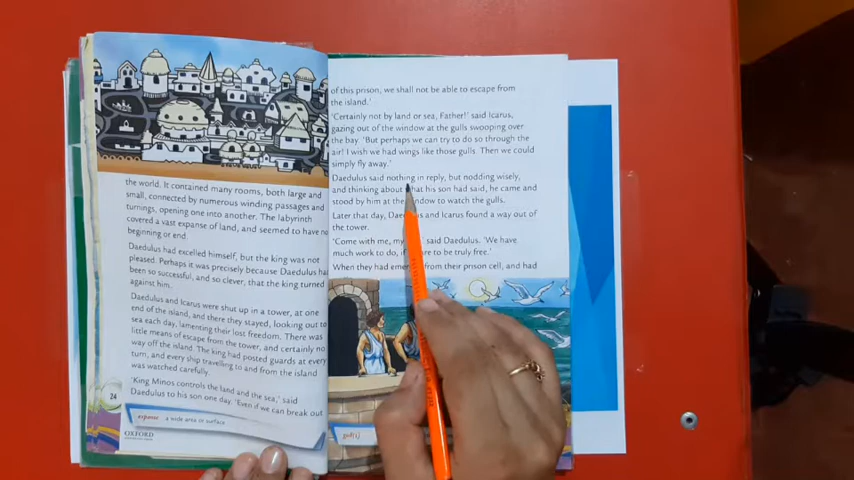 the world. It contained many rooms, both large and
small, connected by numerous winding passages and
turnings, opening one into another. The labyrinth
covered a vast expanse of land, and seemed to have no
beginning or end.
Daedulus had excelled himself, but the king was not
pleased. Perhaps it was precisely because Daedulus had
been so successful, and so clever, that the king turned
against him.
Daedulus and Icarus were shut up in a tower, at one
end of the island, and there they stayed, looking out to
sea each day, lamenting their lost freedom. There was
little means of escape from the tower, and certainly no
way off the island. The king had posted guards at every
turn, and every ship travelling to and from the island
was watched carefully.
'King Minos controls the land and the sea,' said
Daedulus to his son one day. 'Even if we can break out
24
expanse a wide area or surface
OXFORD
of this prison, we shall not be able to escape from
the island.'
'Certainly not by land or sea, Father!' said Icarus,
gazing out of the window at the gulls swooping over
the bay. 'But perhaps we can try to do so through the
air! I wish we had wings like those gulls. Then we could
simply fly away.'
Daedulus said nothing in reply, but nodding wisely,
and thinking about what his son had said, he came and
stood by him at the window to watch the gulls.
Later that day, Daedulus and Icarus found a way out of
the tower.
'Come with me, my said Daedulus. 'We have
much work to do, if are to be truly free.'
When they had emerged from their prison cell, and had